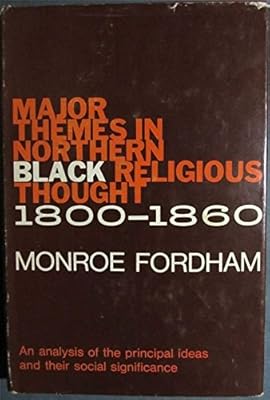 MAJOR
THEMES IN
NORTHERN
BLACK RELIGIOUS
THOUGHT
1800–1860
MONROE FORDHAM
An analysis of the principal ideas
and their social significance